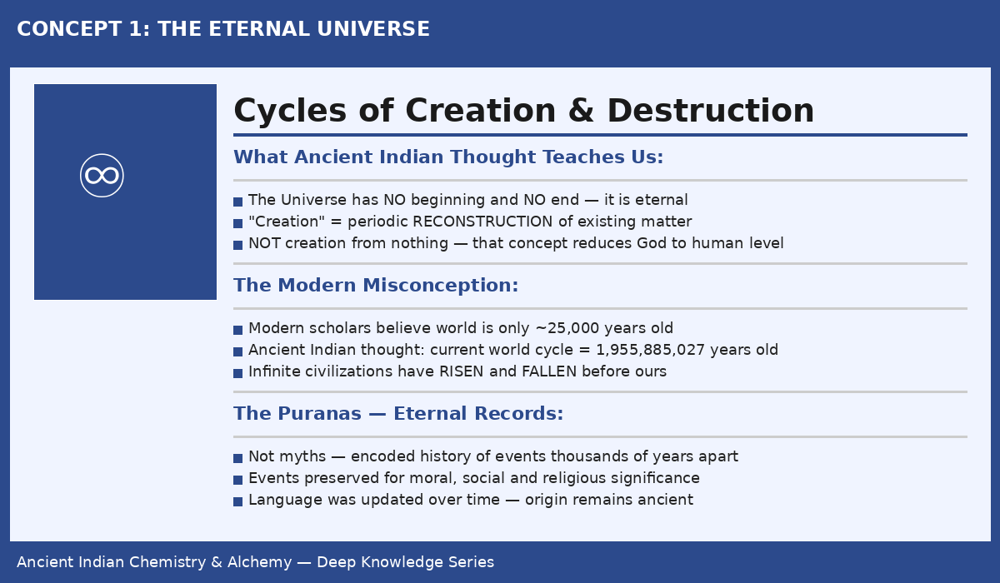 CONCEPT 1: THE ETERNAL UNIVERSE
♾
Cycles of Creation & Destruction
What Ancient Indian Thought Teaches Us:
■ The Universe has NO beginning and NO end — it is eternal
■ "Creation" = periodic RECONSTRUCTION of existing matter
■ NOT creation from nothing — that concept reduces God to human level
The Modern Misconception:
■ Modern scholars believe world is only ~25,000 years old
■ Ancient Indian thought: current world cycle = 1,955,885,027 years old
■ Infinite civilizations have RISEN and FALLEN before ours
The Puranas — Eternal Records:
■ Not myths — encoded history of events thousands of years apart
■ Events preserved for moral, social and religious significance
■ Language was updated over time — origin remains ancient
Ancient Indian Chemistry & Alchemy — Deep Knowledge Series